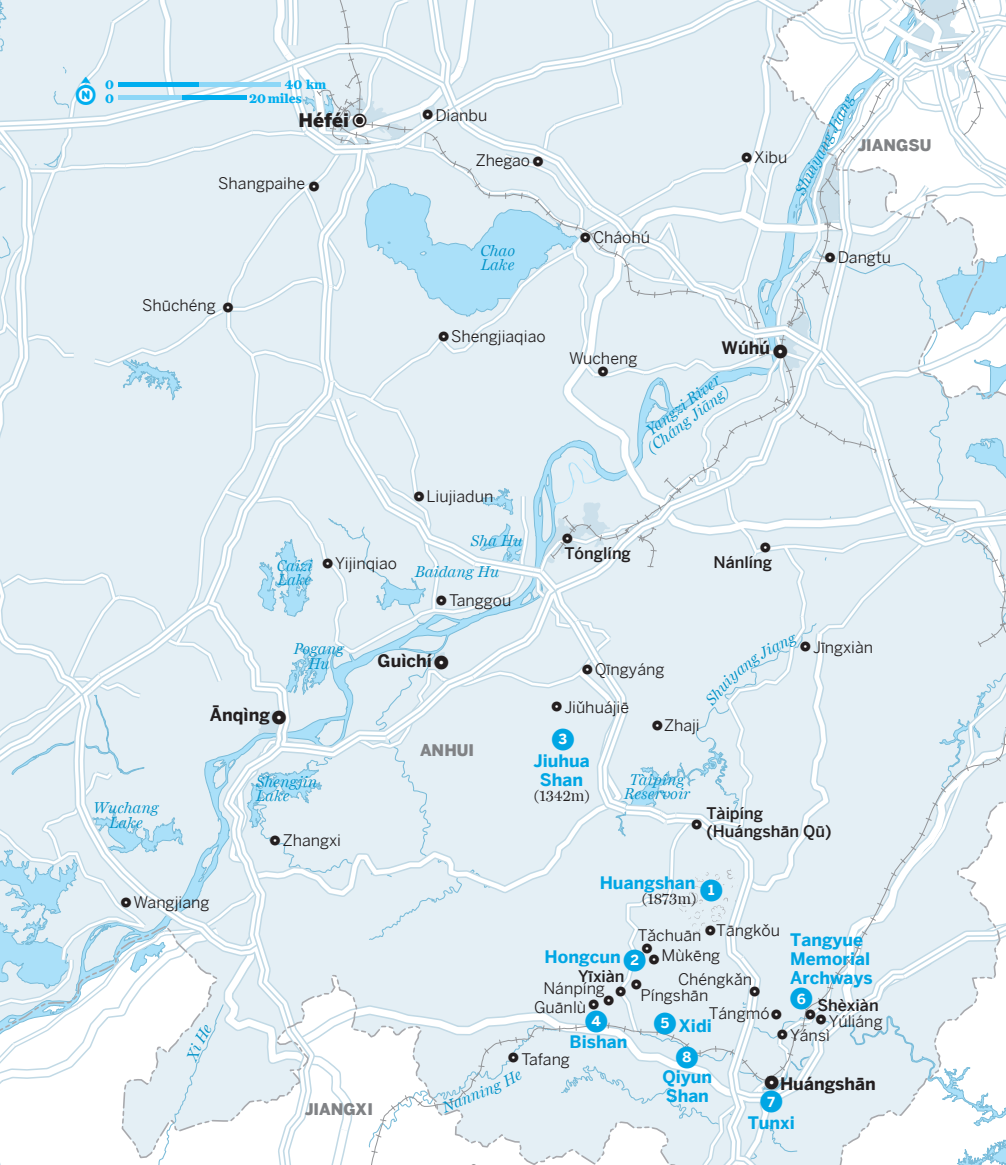 N
0 40 km
0 20 miles
Héféi
Dianbu
Zhegao
Xibu
Shuiyang Jiang
JIANGSU
Shangpaihe
Cháohú
Chao
Lake
Dangtu
Shūchéng
Shengjiaqiao
Wúhú
Wucheng
Yangzi River
(Cháng Jiāng)
Liujiadun
Sha Hu
Tónglíng
Nánlíng
Caizi
Lake
Yijinqiao
Baidang Hu
Tanggou
Pogang
Hu
Guìchí
Qīngyáng
Shuiyang Jiang
Jīngxiàn
Ānqìng
Jiǔhuájiē
Zhaji
ANHUI
3
Jiuhua
Shan
(1342m)
Shengjin
Lake
Tàipíng
Reservoir
Wuchang
Lake
Tàipíng
(Huángshān Qū)
Zhangxi
Huangshan
(1873m)
1
Wangjiang
Tāngkǒu
Tǎchuān
Mùkēng
Hongcun
2
Tangyue
Memorial
Archways
6
Yīxiàn
Nánpíng
Píngshān
Chéngkǎn
Guānlù
Tángmó
Shèxiàn
Yúliáng
4
Bishan
5
Xidi
Yánsì
Xi He
Tafang
8
Qiyun
Shan
Nanning He
Huángshān
7
Tunxi
JIANGXI